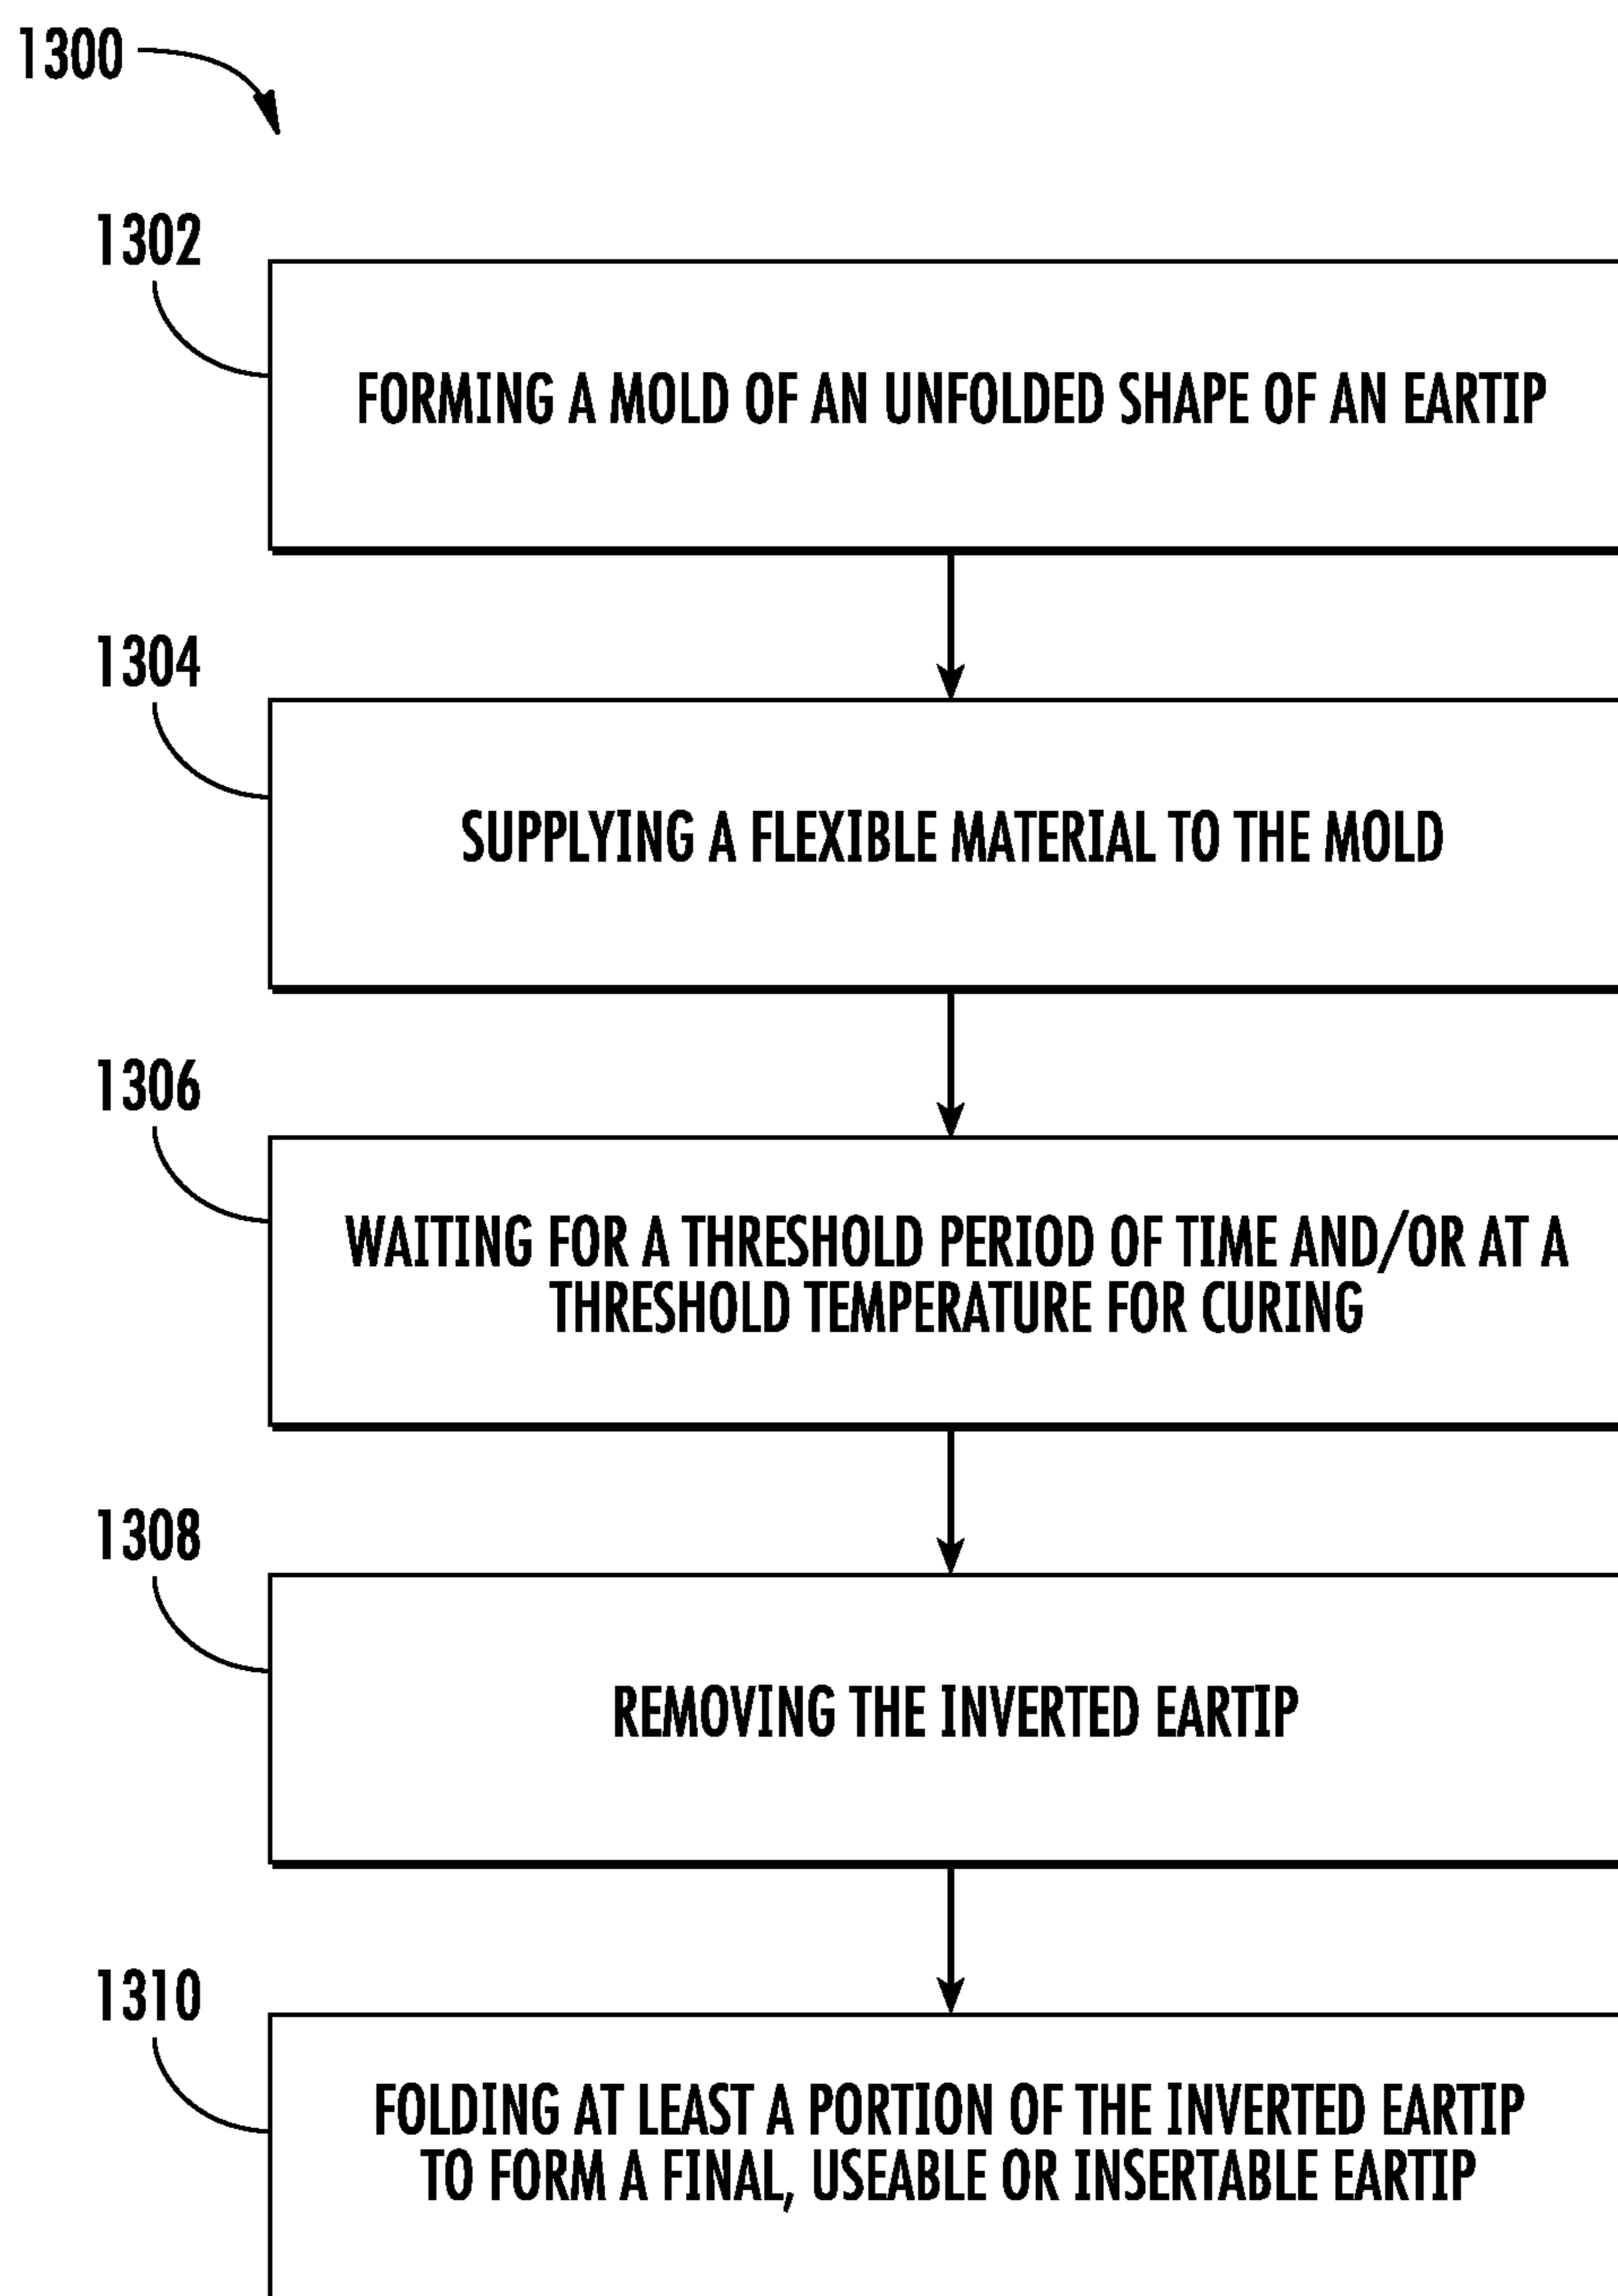 1300
1302
FORMING A MOLD OF AN UNFOLDED SHAPE OF AN EARTIP
1304
SUPPLYING A FLEXIBLE MATERIAL TO THE MOLD
1306
WAITING FOR A THRESHOLD PERIOD OF TIME AND/OR AT A
THRESHOLD TEMPERATURE FOR CURING
1308
REMOVING THE INVERTED EARTIP
1310
FOLDING AT LEAST A PORTION OF THE INVERTED EARTIP
TO FORM A FINAL, USEABLE OR INSERTABLE EARTIP